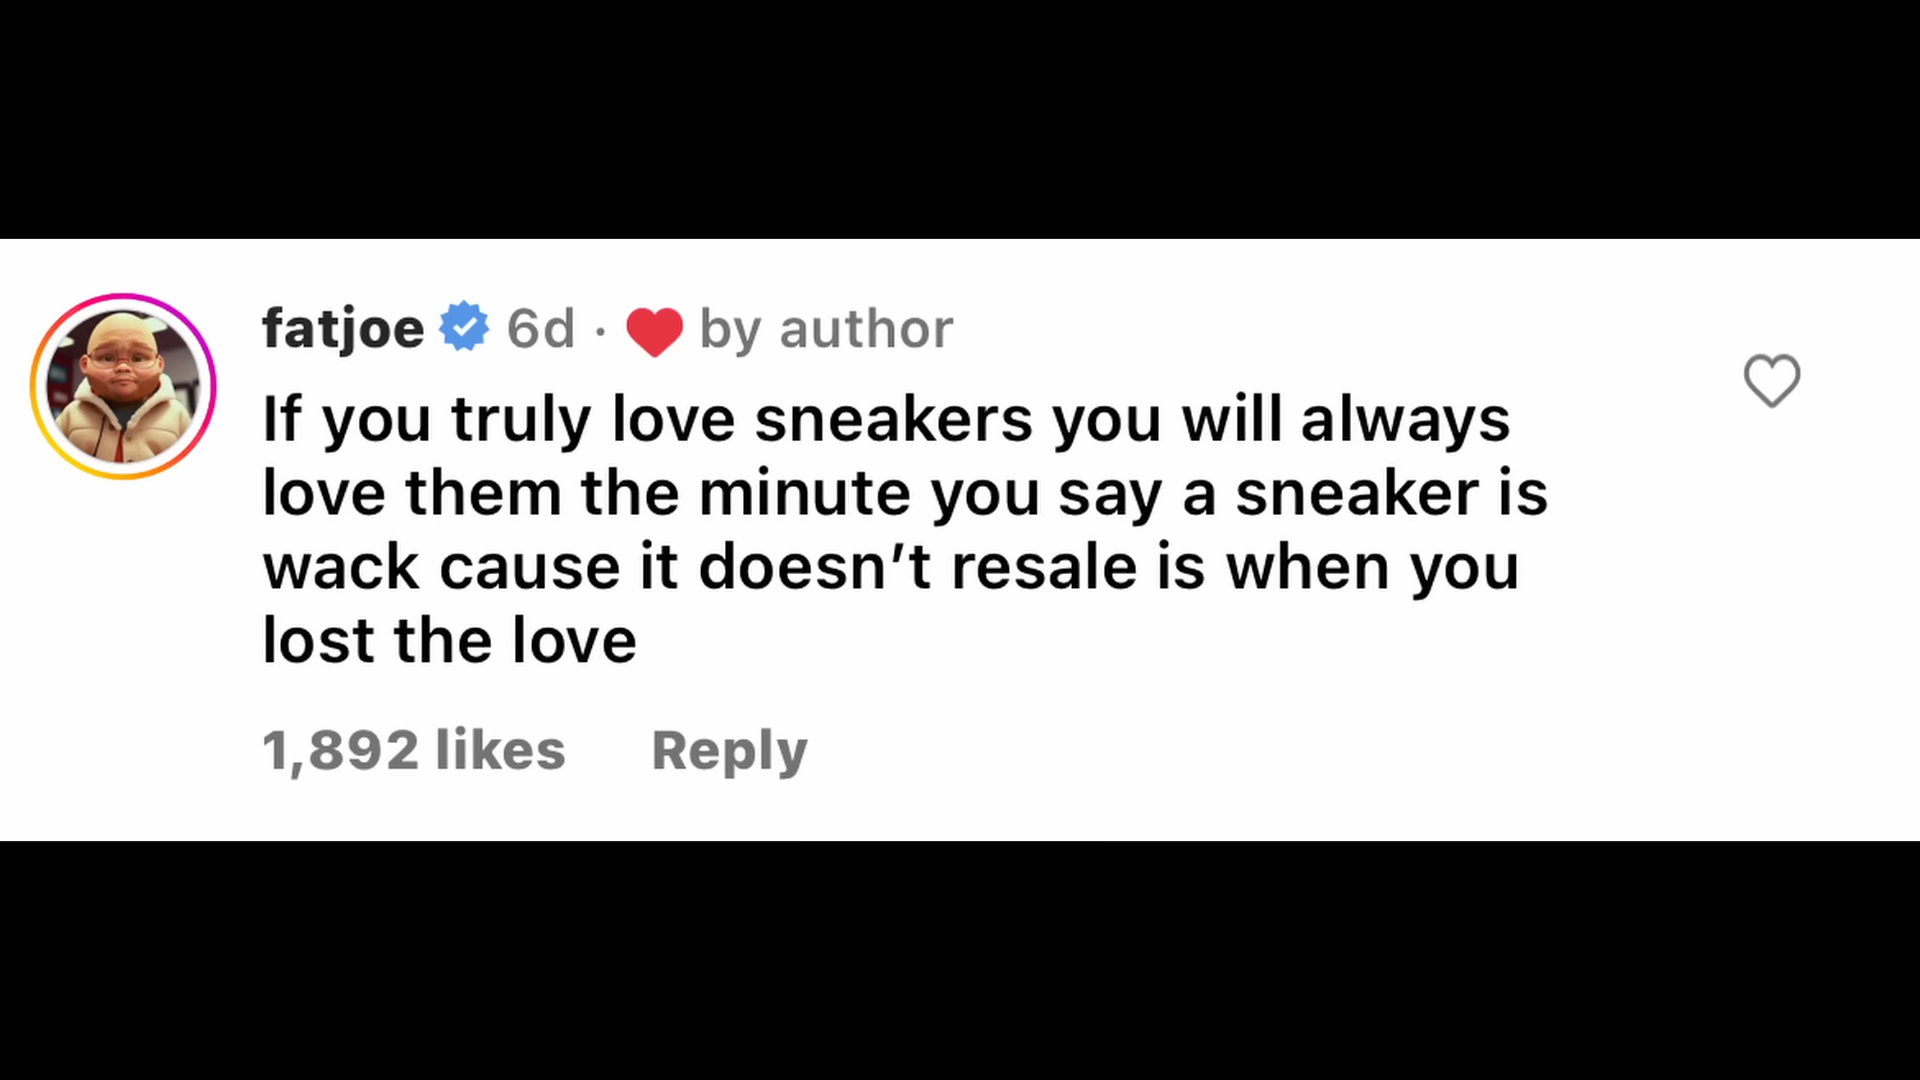 fatjoe 6d · ❤️ by author
If you truly love sneakers you will always
love them the minute you say a sneaker is
wack cause it doesn’t resale is when you
lost the love
1,892 likes Reply